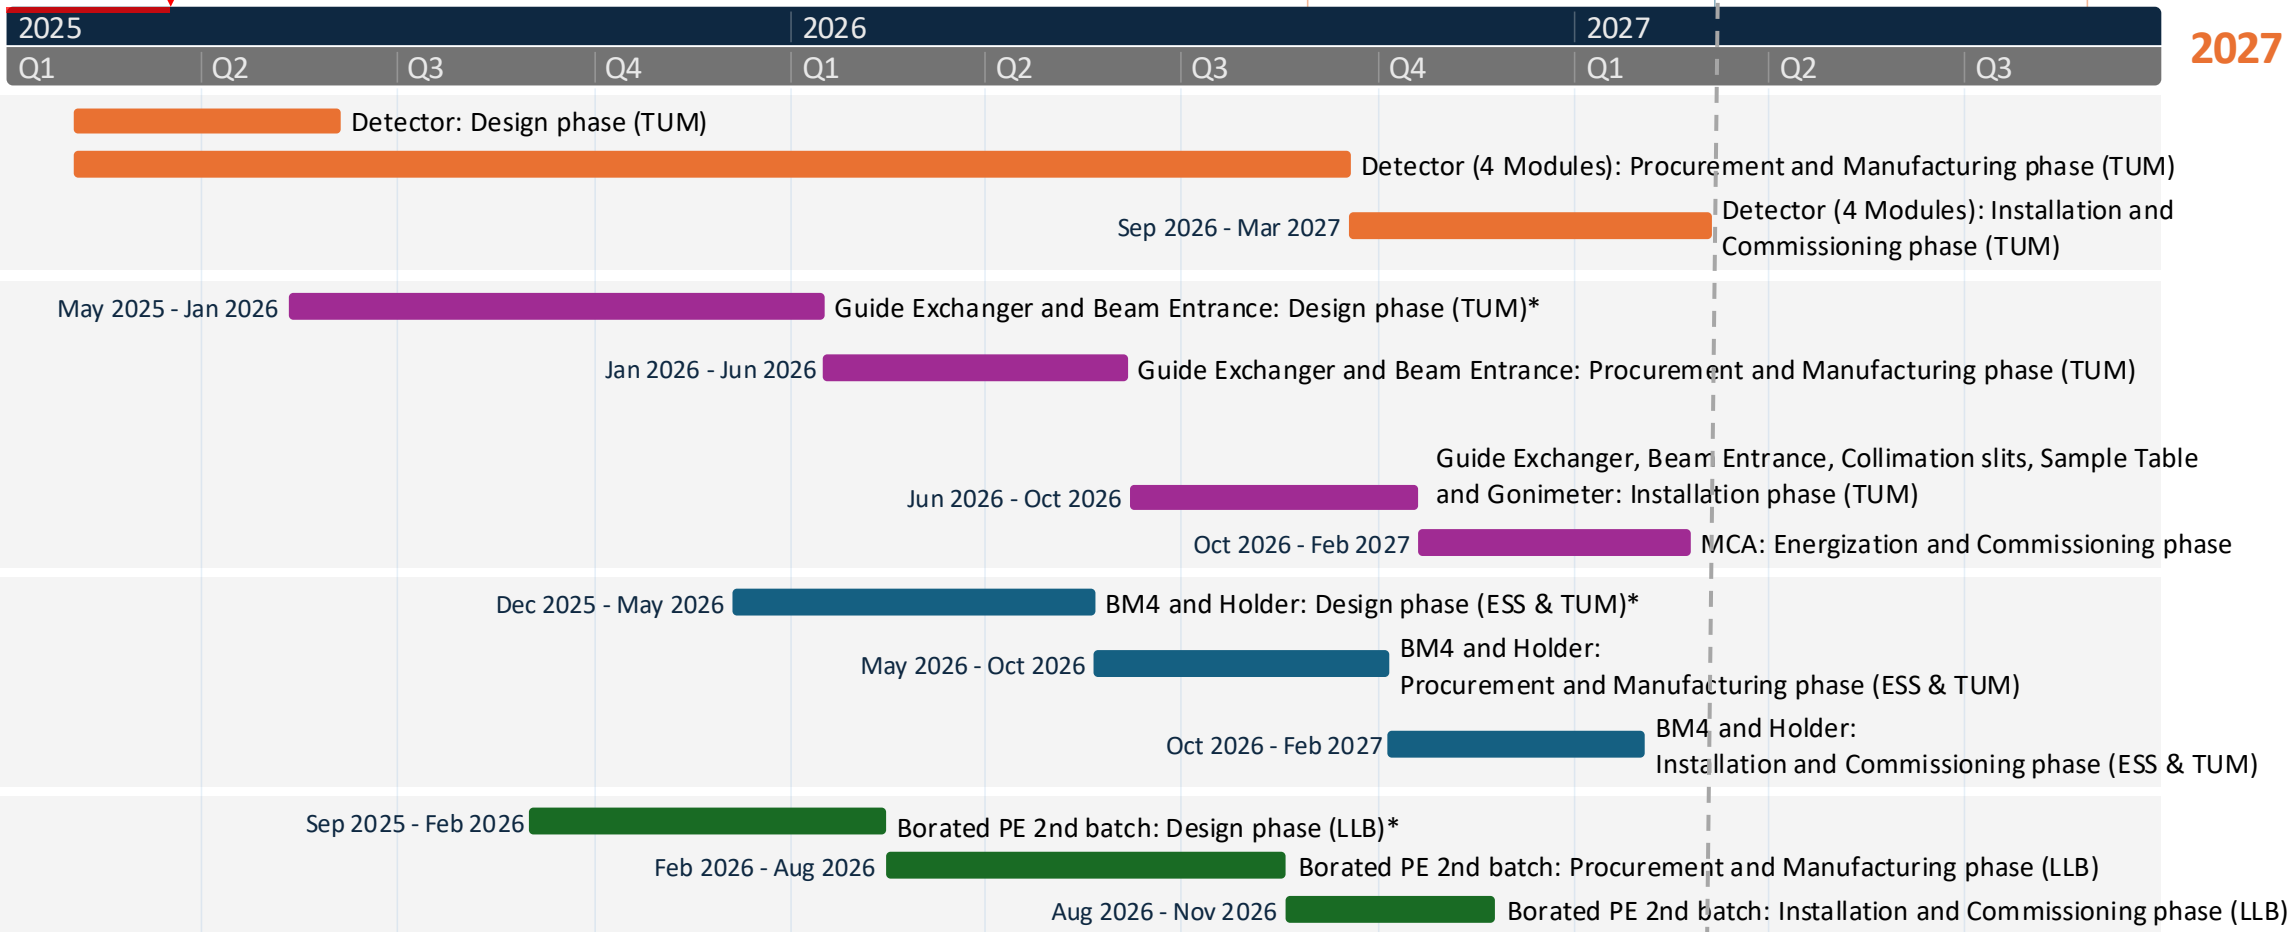 2025 2026 2027
2027
Q1 Q2 Q3 Q4 Q1 Q2 Q3 Q4 Q1 Q2 Q3
Detector: Design phase (TUM)
Detector (4 Modules): Procurement and Manufacturing phase (TUM)
Sep 2026 - Mar 2027
Detector (4 Modules): Installation and
Commissioning phase (TUM)
May 2025 - Jan 2026 Guide Exchanger and Beam Entrance: Design phase (TUM)*
Jan 2026 - Jun 2026 Guide Exchanger and Beam Entrance: Procurement and Manufacturing phase (TUM)
Jun 2026 - Oct 2026
Guide Exchanger, Beam Entrance, Collimation slits, Sample Table
and Gonimeter: Installation phase (TUM)
Oct 2026 - Feb 2027 MCA: Energization and Commissioning phase
Dec 2025 - May 2026 BM4 and Holder: Design phase (ESS & TUM)*
May 2026 - Oct 2026
BM4 and Holder:
Procurement and Manufacturing phase (ESS & TUM)
Oct 2026 - Feb 2027
BM4 and Holder:
Installation and Commissioning phase (ESS & TUM)
Sep 2025 - Feb 2026 Borated PE 2nd batch: Design phase (LLB)*
Feb 2026 - Aug 2026 Borated PE 2nd batch: Procurement and Manufacturing phase (LLB)
Aug 2026 - Nov 2026 Borated PE 2nd batch: Installation and Commissioning phase (LLB)